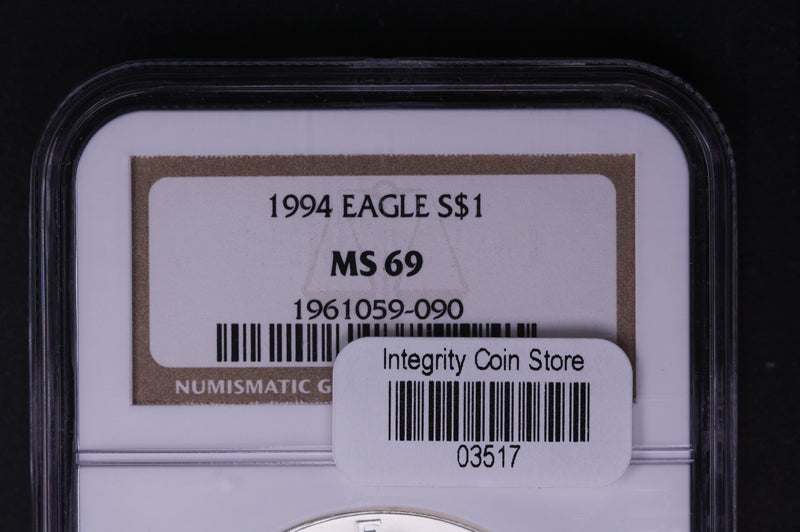 1994 EAGLE S$1
MS 69
1961059-090
NUMISMATIC G
Integrity Coin Store
03517